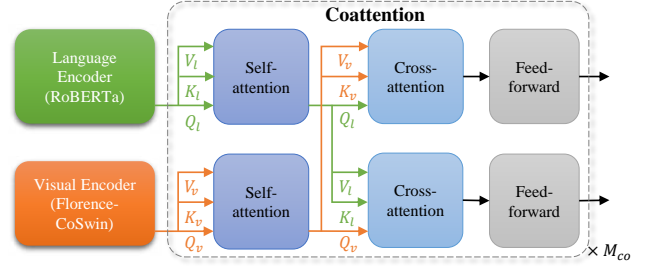 Coattention
Language
Encoder
(RoBERTa)
V_l
K_l
Q_l
Self-
attention
V_v
K_v
Q_l
Cross-
attention
Feed-
forward
Visual Encoder
(Florence-
CoSwin)
V_v
K_v
Q_v
Self-
attention
V_l
K_l
Q_v
Cross-
attention
Feed-
forward
× M_co